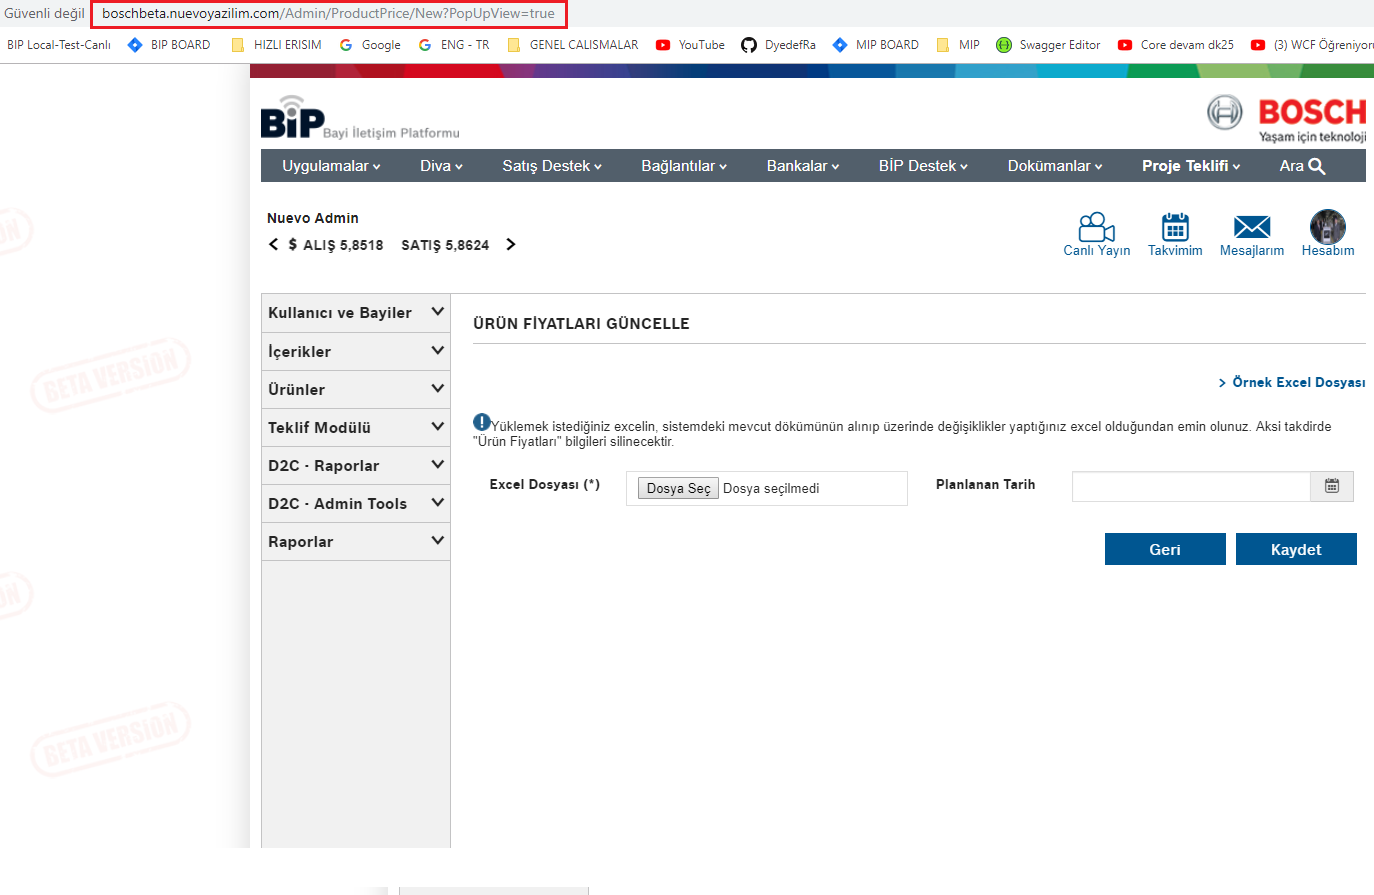 Güvenli değil boschbeta.nuevoyazilim.com/Admin/ProductPrice/New?PopUpView=true
BIP Local-Test-Canlı BIP BOARD HIZLI ERISIM Google ENG - TR GENEL CALISMALAR YouTube DyedefRa MIP BOARD MIP Swagger Editor Core devam dk25 (3) WCF Öğreniyoru
BiP Bayi İletişim Platformu
BOSCH
Yaşam için teknoloji
Uygulamalar Diva Satış Destek Bağlantılar Bankalar BİP Destek Dokümanlar Proje Teklifi Ara
Nuevo Admin
$ ALIŞ 5,8518 SATIŞ 5,8624
Canlı Yayın Takvimim Mesajlarım Hesabım
Kullanıcı ve Bayiler
İçerikler
Ürünler
Teklif Modülü
D2C - Raporlar
D2C - Admin Tools
Raporlar
ÜRÜN FİYATLARI GÜNCELLE
> Örnek Excel Dosyası
Yüklemek istediğiniz excelin, sistemdeki mevcut dökümünün alınıp üzerinde değişiklikler yaptığınız excel olduğundan emin olunuz. Aksi takdirde
"Ürün Fiyatları" bilgileri silinecektir.
Excel Dosyası (*) Dosya Seç Dosya seçilmedi Planlanan Tarih
Geri Kaydet
BETA VERSİON
BETA VERSİON